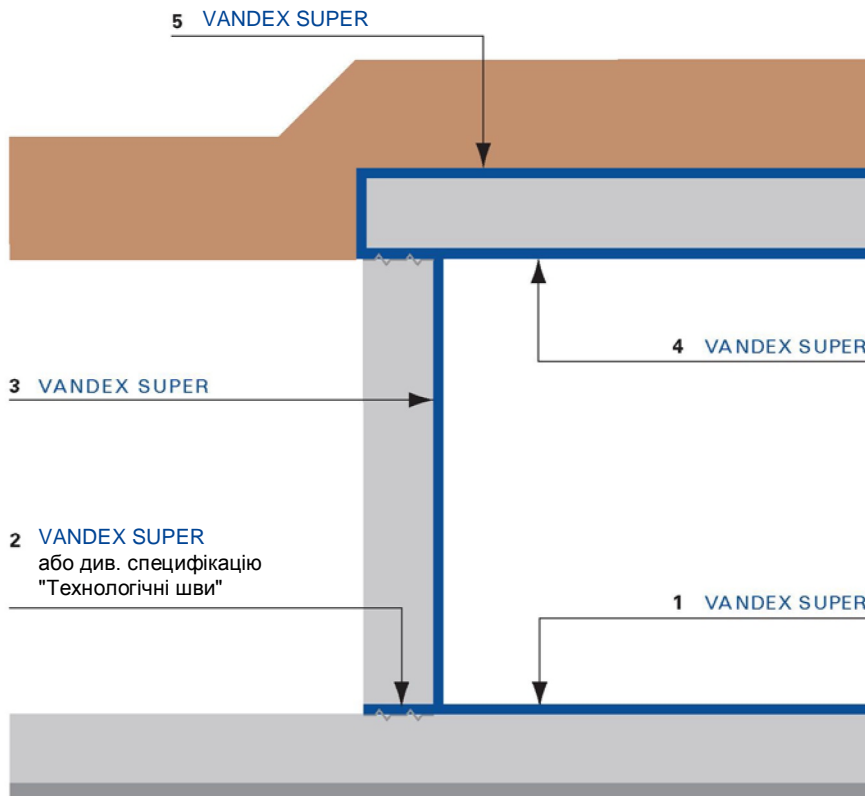 5 VANDEX SUPER
4 VANDEX SUPER
3 VANDEX SUPER
2 VANDEX SUPER
або див. специфікацію
"Технологічні шви"
1 VANDEX SUPER